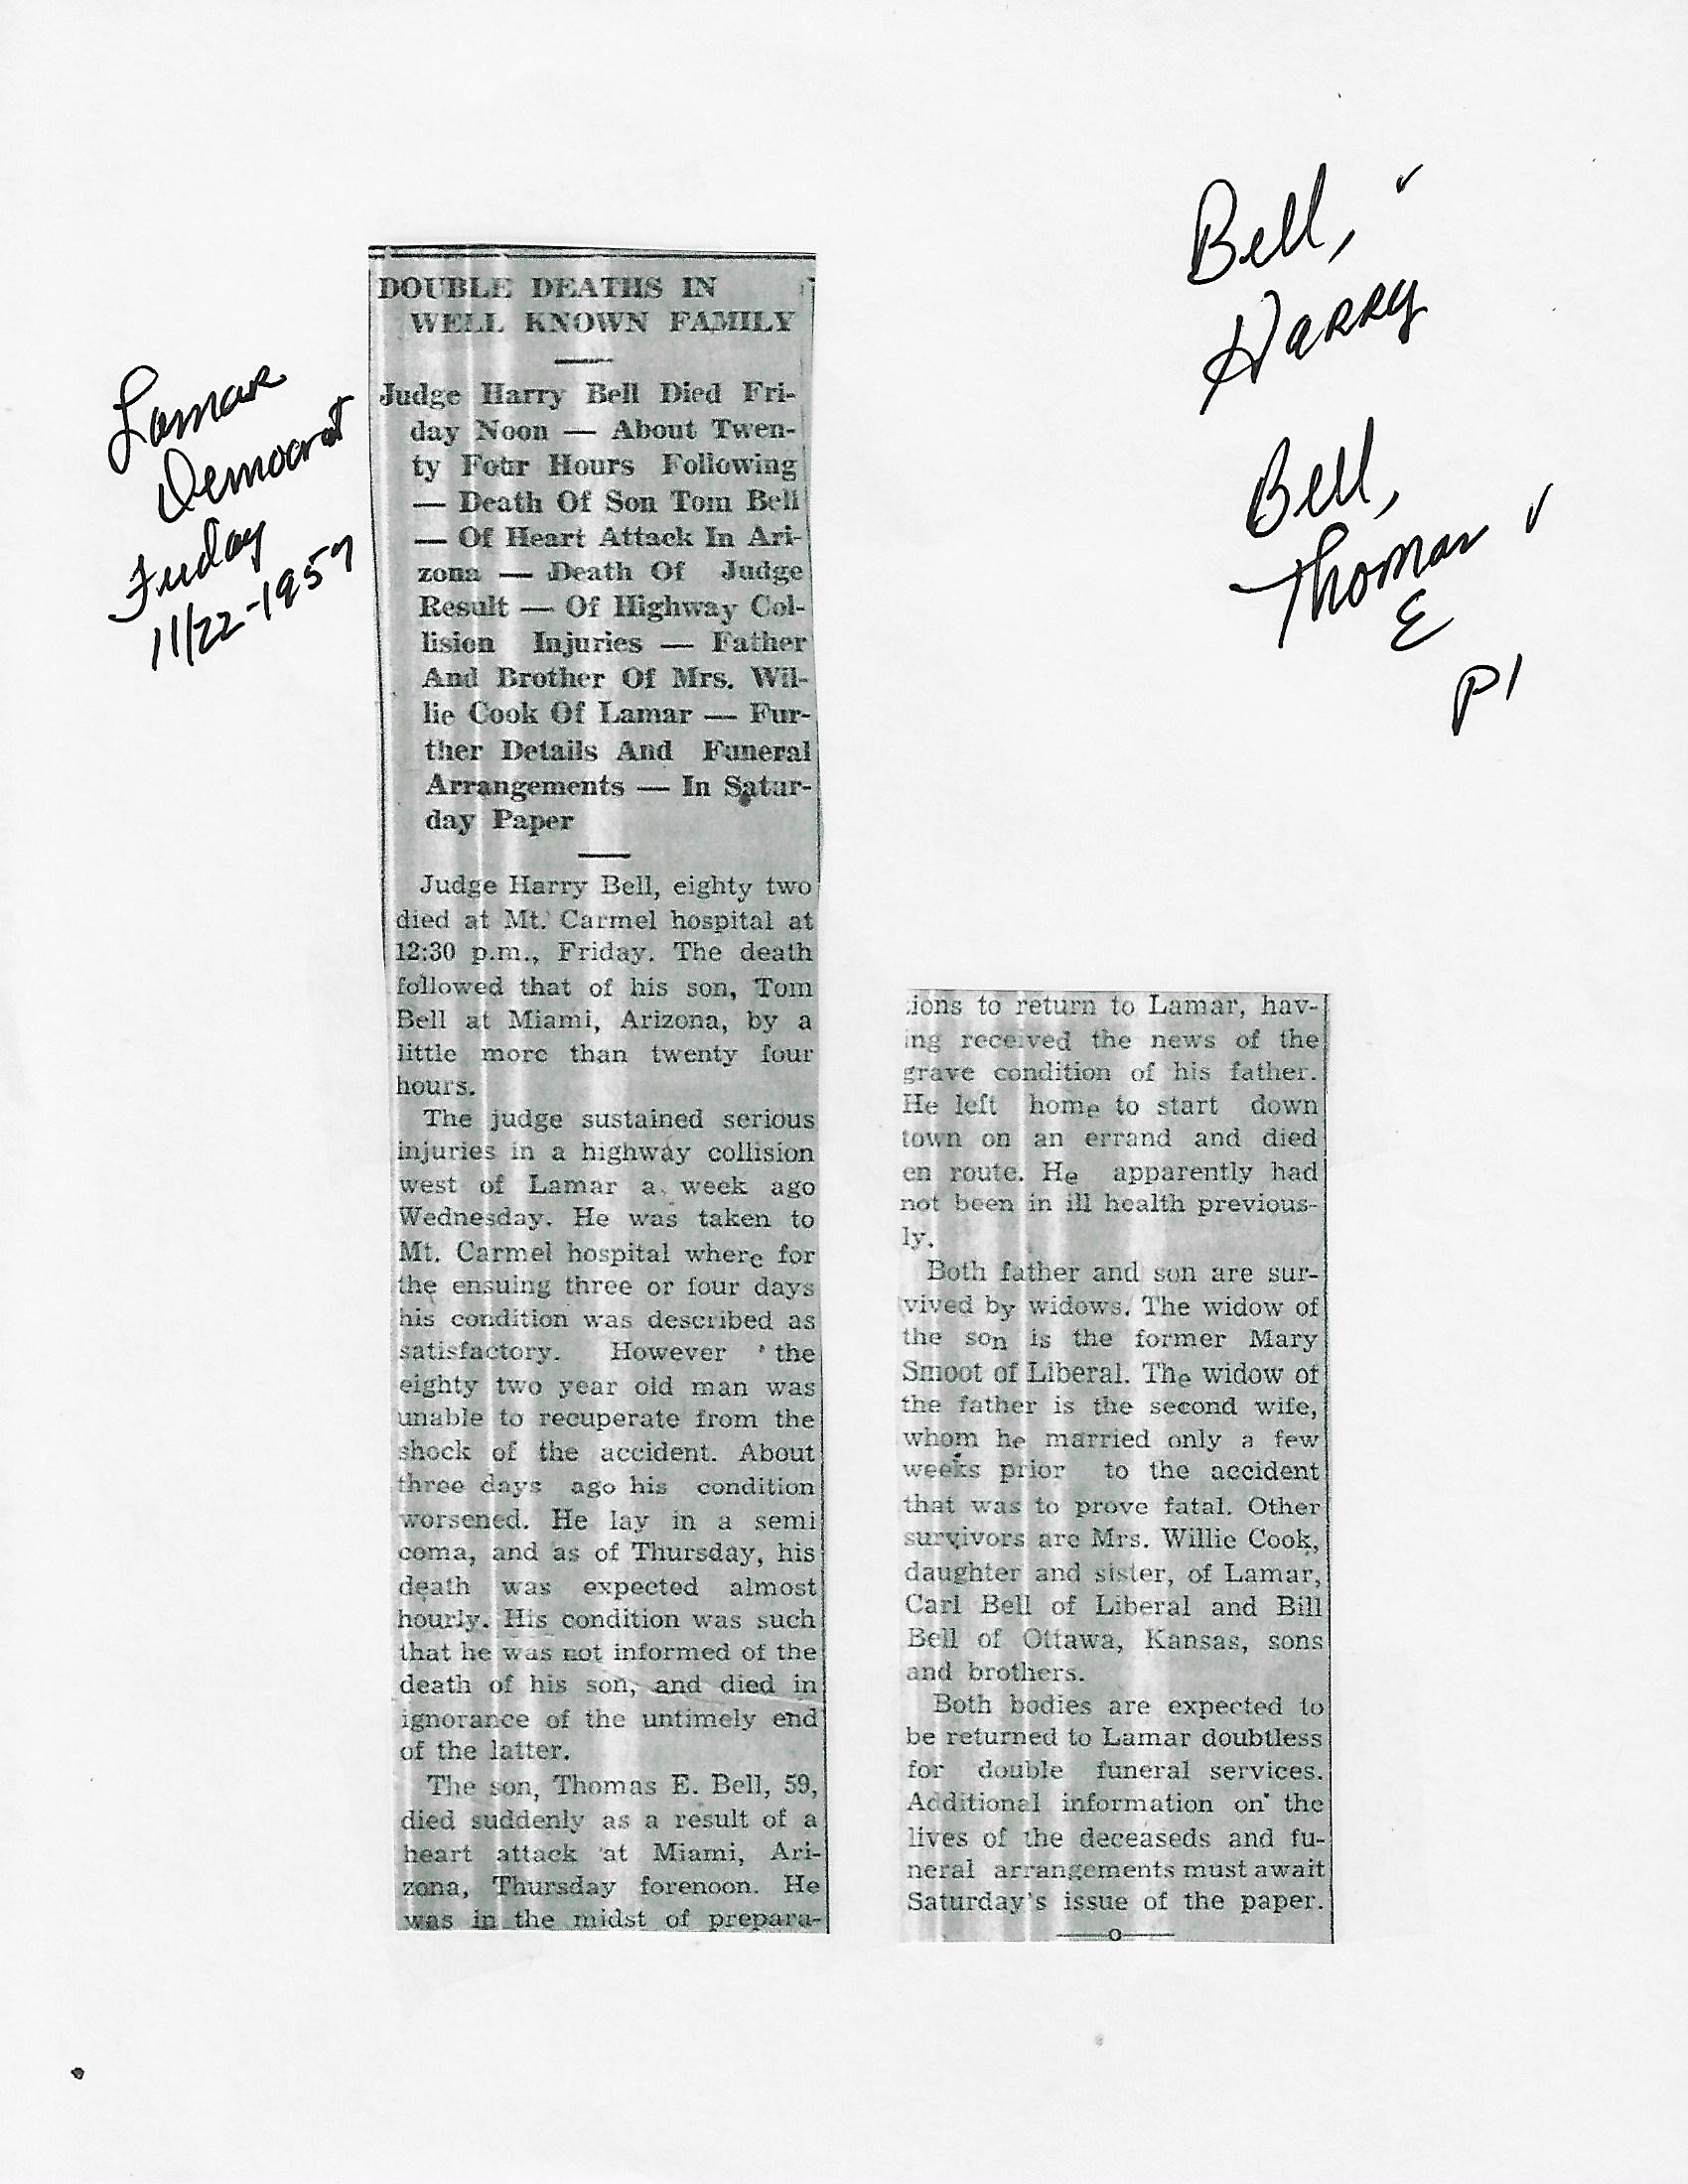 Bell, ✓
Harry
Bell,
Thomas ✓
E
P1
Lamar
Democrat
Friday
11/22-1957
DOUBLE DEATHS IN
WELL KNOWN FAMILY
Judge Harry Bell Died Fri-
day Noon — About Twen-
ty Four Hours Following
— Death Of Son Tom Bell
— Of Heart Attack In Ari-
zona — Death Of Judge
Result — Of Highway Col-
lision Injuries — Father
And Brother Of Mrs. Wil-
lie Cook Of Lamar — Fur-
ther Details And Funeral
Arrangements — In Satur-
day Paper
Judge Harry Bell, eighty two
died at Mt. Carmel hospital at
12:30 p.m., Friday. The death
followed that of his son, Tom
Bell at Miami, Arizona, by a
little more than twenty four
hours.
The judge sustained serious
injuries in a highway collision
west of Lamar a week ago
Wednesday. He was taken to
Mt. Carmel hospital where for
the ensuing three or four days
his condition was described as
satisfactory. However the
eighty two year old man was
unable to recuperate from the
shock of the accident. About
three days ago his condition
worsened. He lay in a semi
coma, and as of Thursday, his
death was expected almost
hourly. His condition was such
that he was not informed of the
death of his son, and died in
ignorance of the untimely end
of the latter.
The son, Thomas E. Bell, 59,
died suddenly as a result of a
heart attack at Miami, Ari-
zona, Thursday forenoon. He
was in the midst of prepara-
tions to return to Lamar, hav-
ing received the news of the
grave condition of his father.
He left home to start down
town on an errand and died
en route. He apparently had
not been in ill health previous-
ly.
Both father and son are sur-
vived by widows. The widow of
the son is the former Mary
Smoot of Liberal. The widow of
the father is the second wife,
whom he married only a few
weeks prior to the accident
that was to prove fatal. Other
survivors are Mrs. Willie Cook,
daughter and sister, of Lamar,
Carl Bell of Liberal and Bill
Bell of Ottawa, Kansas, sons
and brothers.
Both bodies are expected to
be returned to Lamar doubtless
for double funeral services.
Additional information on the
lives of the deceaseds and fu-
neral arrangements must await
Saturday's issue of the paper.